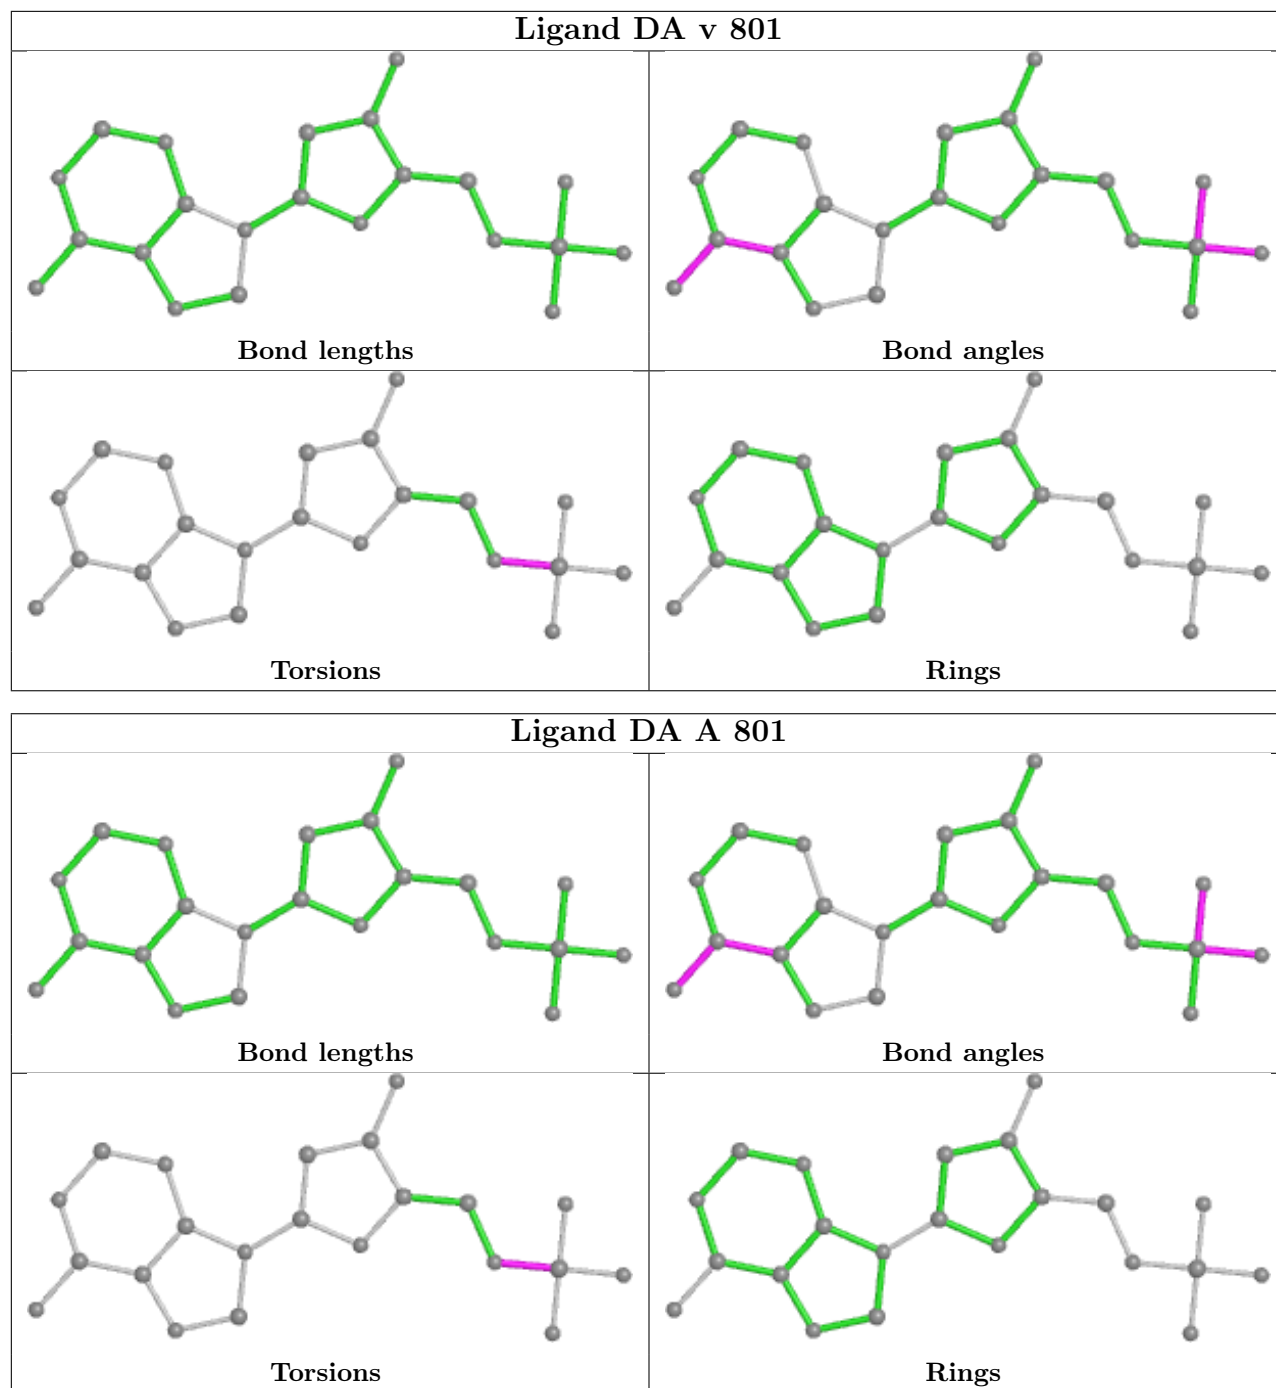 Ligand DA v 801
Bond lengths
Bond angles
Torsions
Rings
Ligand DA A 801
Bond lengths
Bond angles
Torsions
Rings